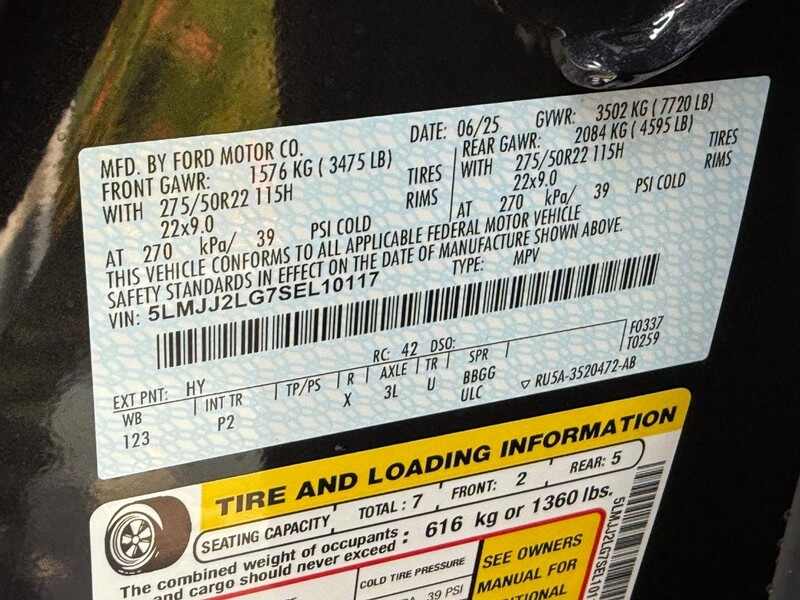 MFD. BY FORD MOTOR CO. DATE: 06/25 GVWR: 3502 KG ( 7720 LB)
FRONT GAWR: 1576 KG ( 3475 LB) REAR GAWR: 2084 KG ( 4595 LB)
WITH 275/50R22 115H TIRES WITH 275/50R22 115H TIRES
22x9.0 RIMS 22x9.0 RIMS
AT 270 kPa/ 39 PSI COLD AT 270 kPa/ 39 PSI COLD
THIS VEHICLE CONFORMS TO ALL APPLICABLE FEDERAL MOTOR VEHICLE
SAFETY STANDARDS IN EFFECT ON THE DATE OF MANUFACTURE SHOWN ABOVE.
VIN: 5LMJJ2LG7SEL10117 TYPE: MPV
F0337
T0259
EXT PNT: HY RC: 42 DSO:
WB INT TR TP/PS R AXLE TR SPR
123 P2 X 3L U BBGG
ULC ▽ RU5A-3520472-AB
TIRE AND LOADING INFORMATION
SEATING CAPACITY TOTAL : 7 FRONT: 2 REAR: 5
The combined weight of occupants
and cargo should never exceed : 616 kg or 1360 lbs.
COLD TIRE PRESSURE
39 PSI
SEE OWNERS
MANUAL FOR
ADDITIONAL